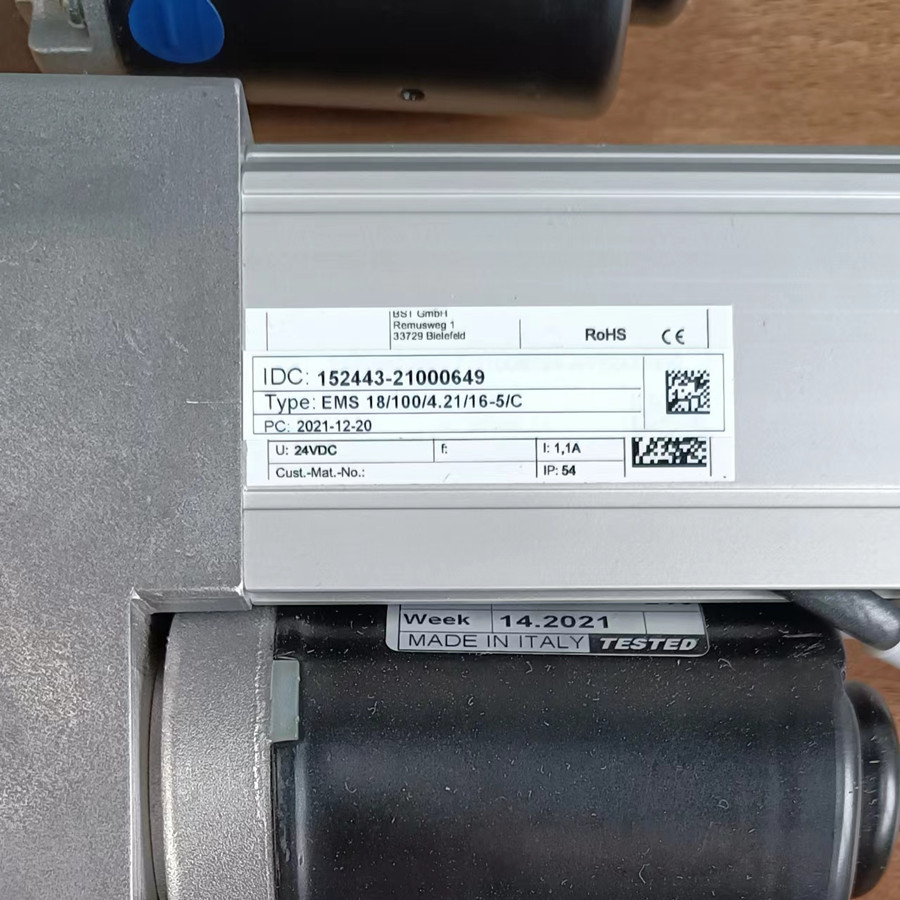 BST GmbH
Remusweg 1
33729 Bielefeld
RoHS CE
IDC: 152443-21000649
Type: EMS 18/100/4.21/16-5/C
PC: 2021-12-20
U: 24VDC f: I: 1,1A
Cust.-Mat.-No.: IP: 54
Week 14.2021
MADE IN ITALY TESTED